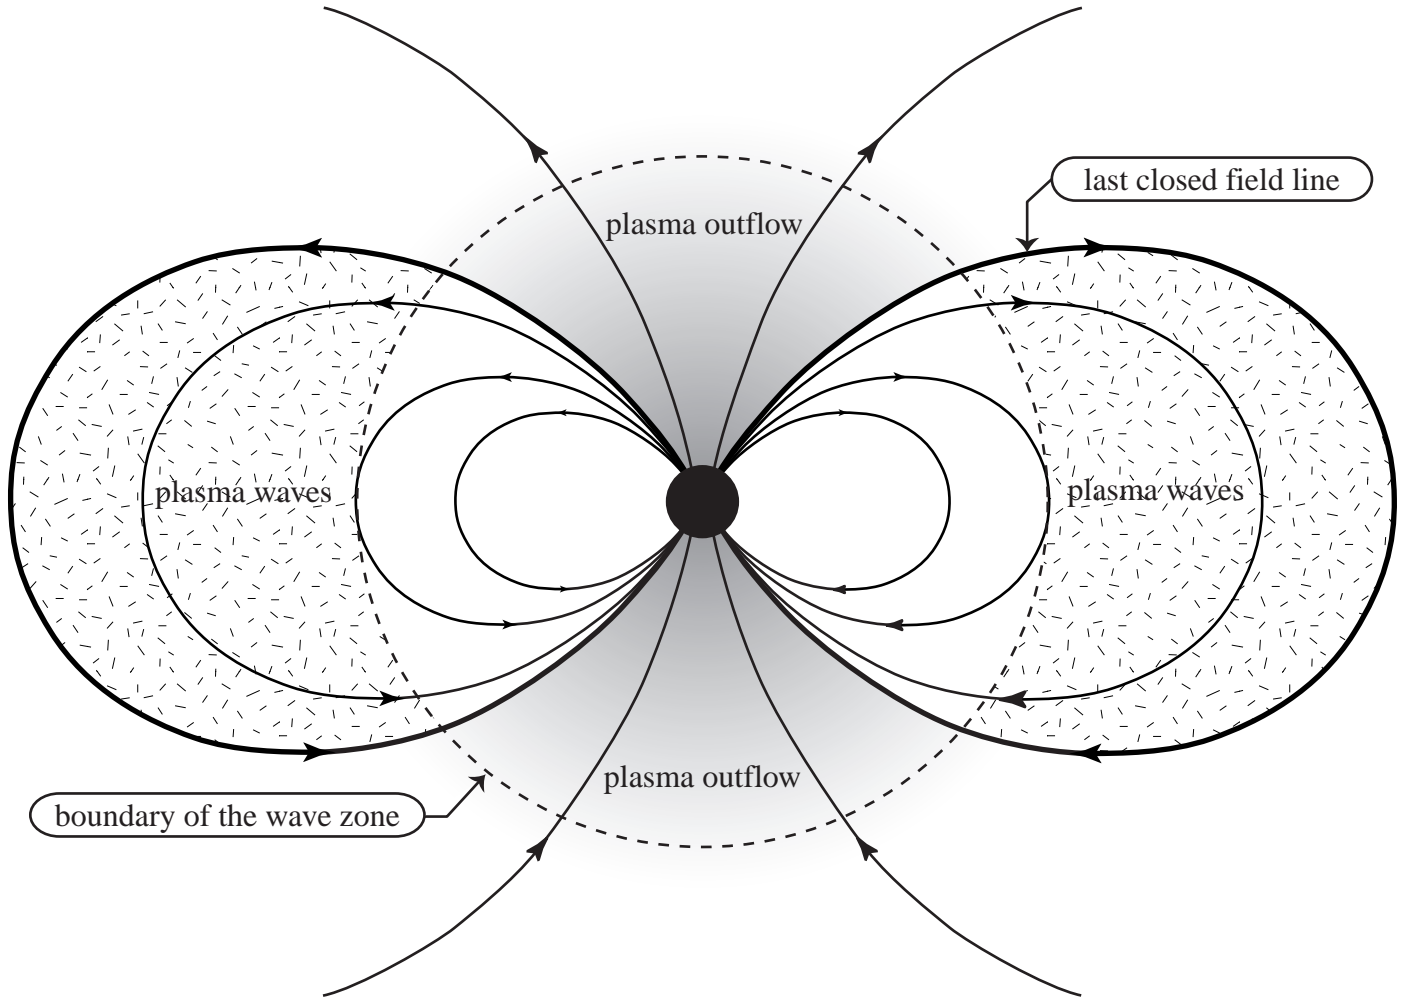 last closed field line
plasma outflow
plasma waves
plasma waves
plasma outflow
boundary of the wave zone